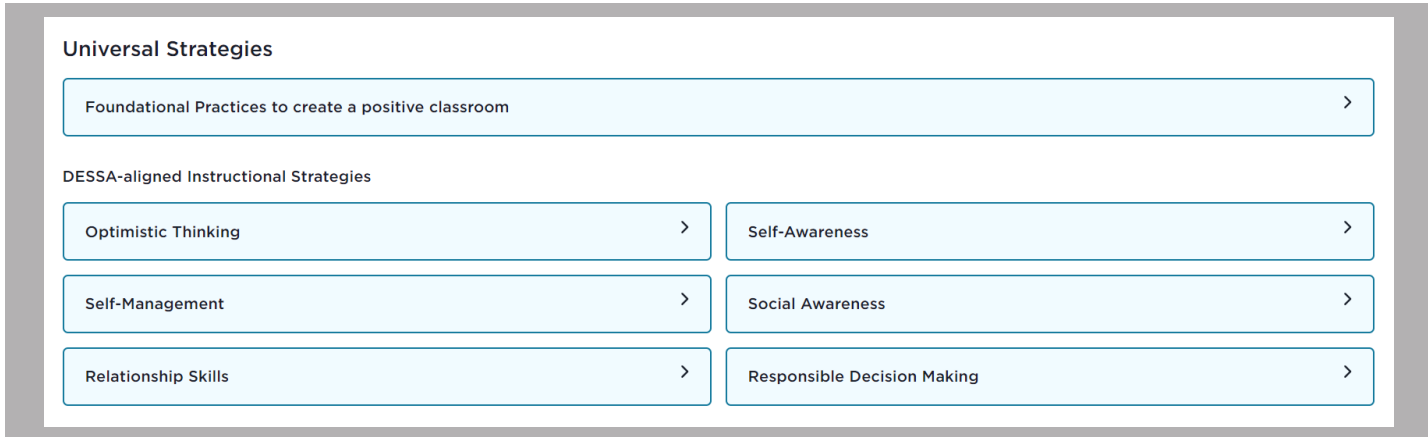 Universal Strategies
Foundational Practices to create a positive classroom
DESSA-aligned Instructional Strategies
Optimistic Thinking
Self-Awareness
Self-Management
Social Awareness
Relationship Skills
Responsible Decision Making